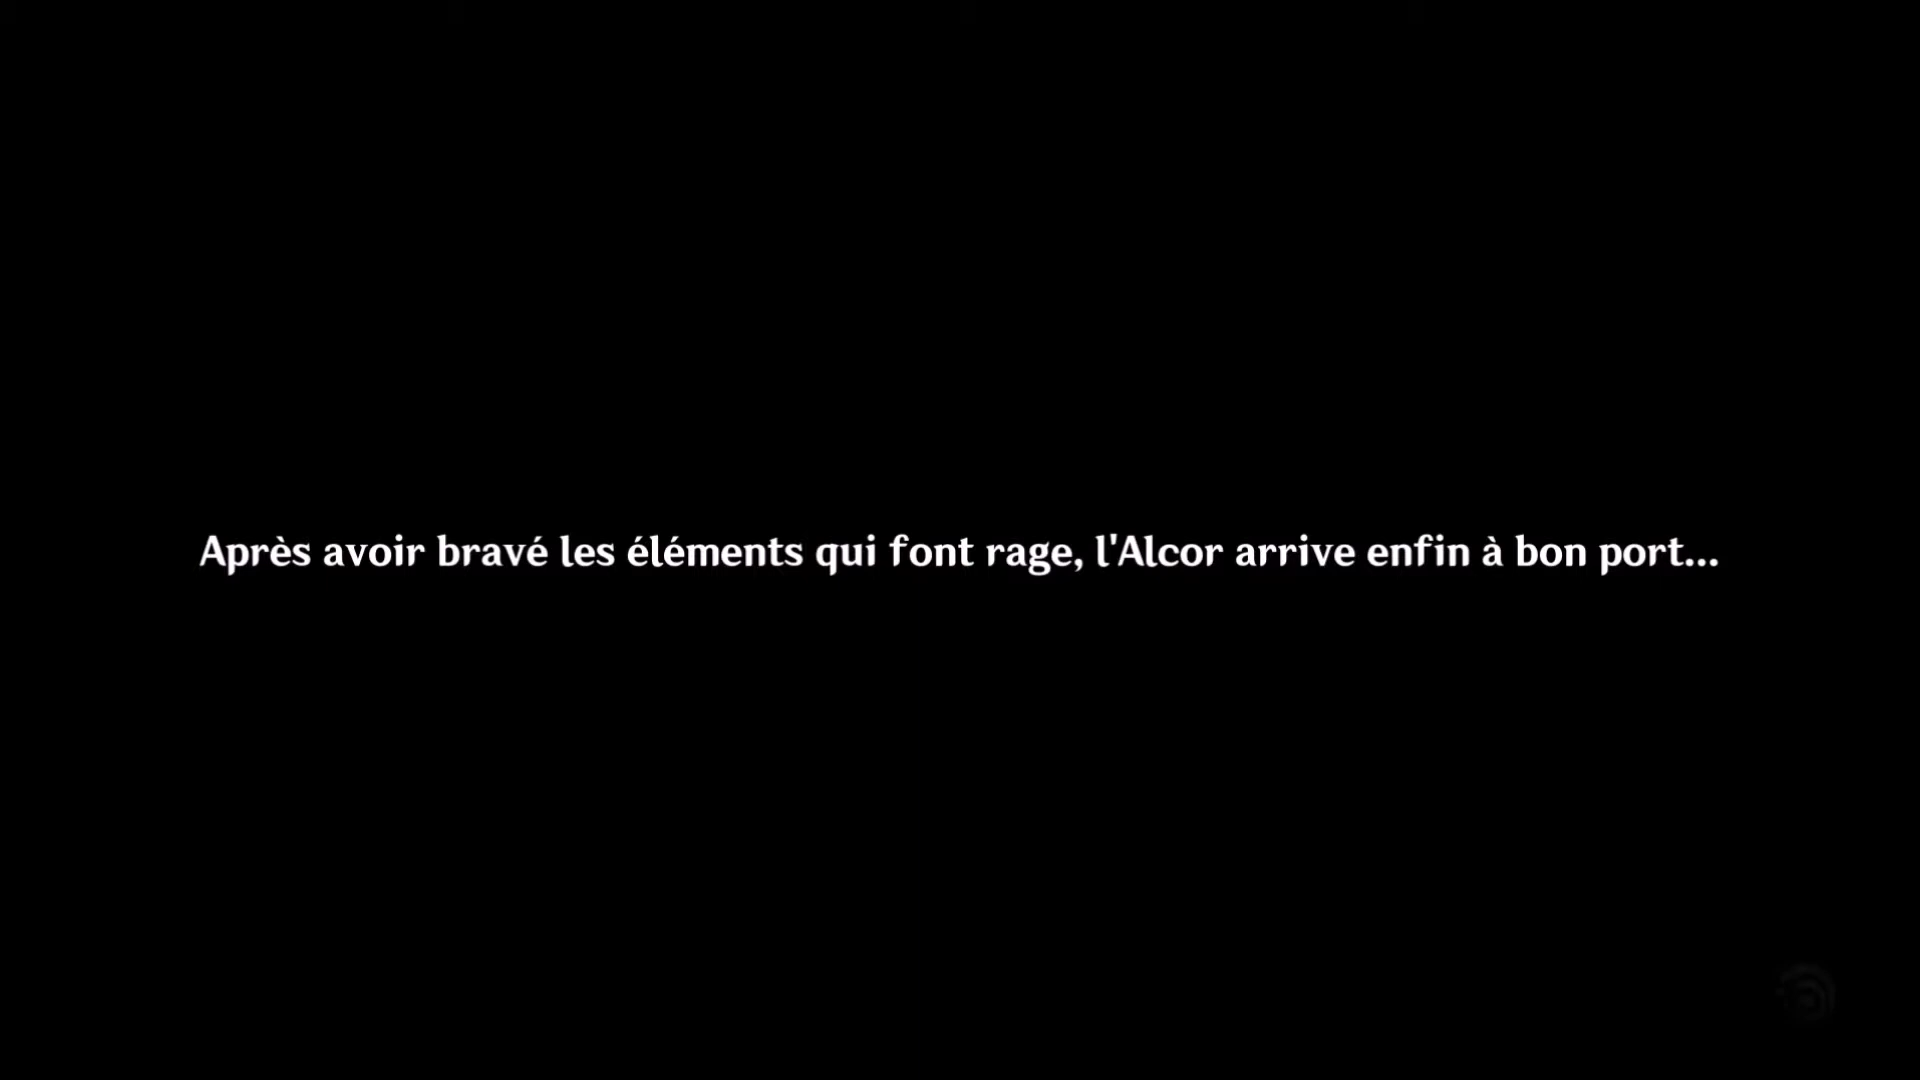 Après avoir bravé les éléments qui font rage, l'Alcor arrive enfin à bon port...